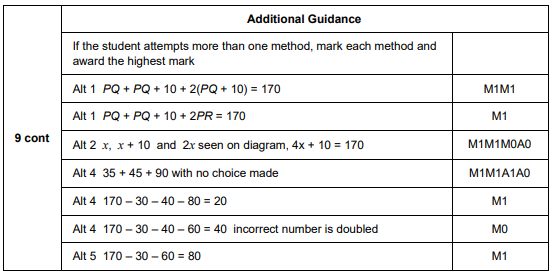 Additional Guidance
If the student attempts more than one method, mark each method and
award the highest mark
Alt 1 PQ + PQ + 10 + 2(PQ + 10) = 170 M1M1
Alt 1 PQ + PQ + 10 + 2PR = 170 M1
9 cont
Alt 2 x, x + 10 and 2x seen on diagram, 4x + 10 = 170 M1M1M0A0
Alt 4 35 + 45 + 90 with no choice made M1M1A1A0
Alt 4 170 – 30 – 40 – 80 = 20 M1
Alt 4 170 – 30 – 40 – 60 = 40 incorrect number is doubled M0
Alt 5 170 – 30 – 60 = 80 M1